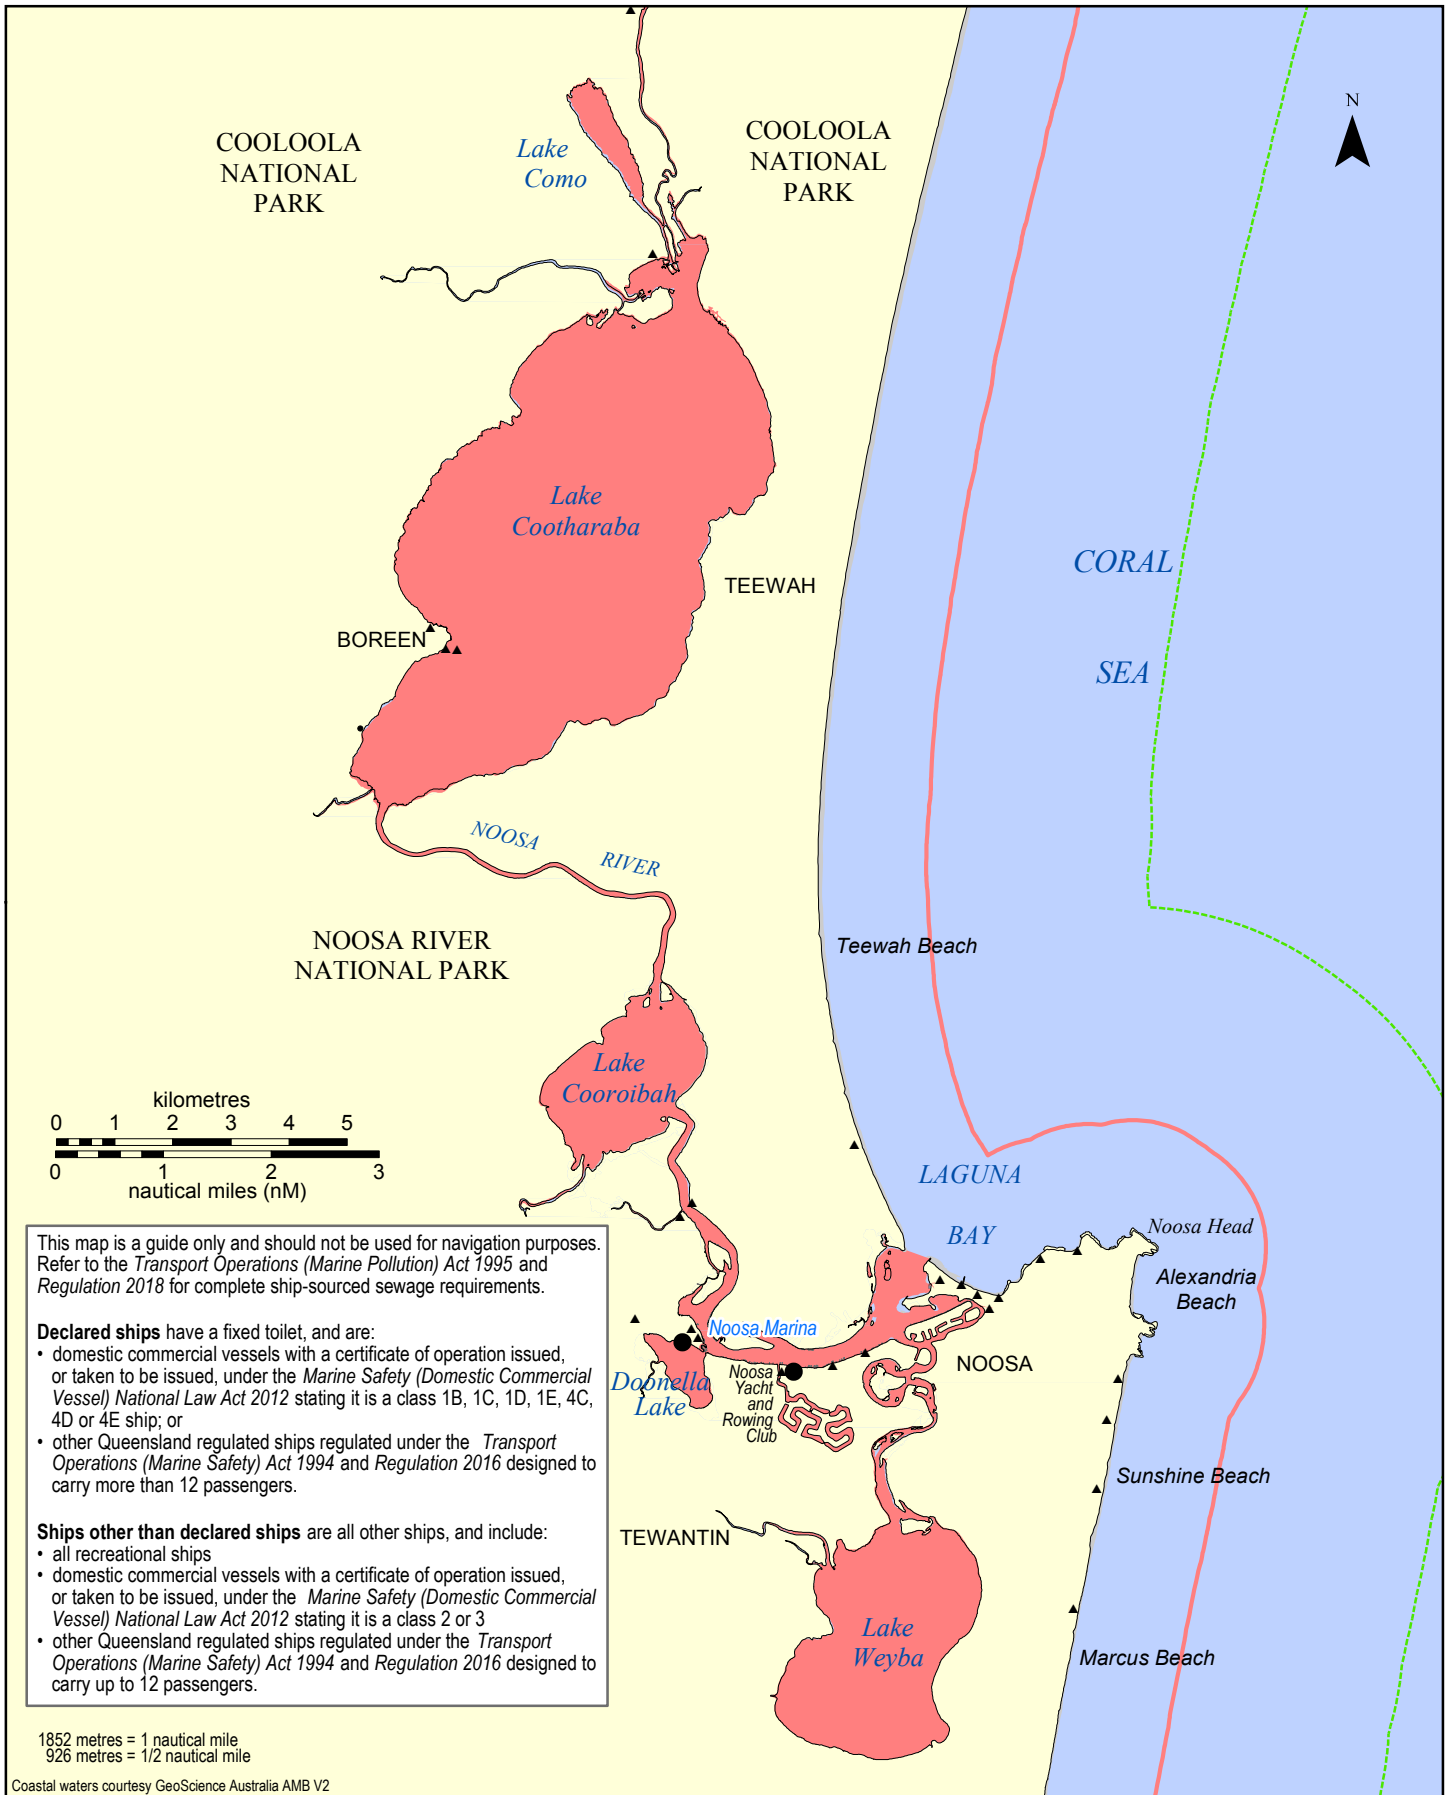 N
COOLOOLA
NATIONAL
PARK
COOLOOLA
NATIONAL
PARK
Lake
Como
Lake
Cootharaba
CORAL
SEA
TEEWAH
BOREEN
NOOSA RIVER
NOOSA RIVER
NATIONAL PARK
Teewah Beach
Lake
Cooroibah
kilometres
0 1 2 3 4 5
0 1 2 3
nautical miles (nM)
LAGUNA
BAY
Noosa Head
Alexandria
Beach
This map is a guide only and should not be used for navigation purposes.
Refer to the Transport Operations (Marine Pollution) Act 1995 and
Regulation 2018 for complete ship-sourced sewage requirements.
Declared ships have a fixed toilet, and are:
• domestic commercial vessels with a certificate of operation issued,
or taken to be issued, under the Marine Safety (Domestic Commercial
Vessel) National Law Act 2012 stating it is a class 1B, 1C, 1D, 1E, 4C,
4D or 4E ship; or
• other Queensland regulated ships regulated under the Transport
Operations (Marine Safety) Act 1994 and Regulation 2016 designed to
carry more than 12 passengers.
Ships other than declared ships are all other ships, and include:
• all recreational ships
• domestic commercial vessels with a certificate of operation issued,
or taken to be issued, under the Marine Safety (Domestic Commercial
Vessel) National Law Act 2012 stating it is a class 2 or 3
• other Queensland regulated ships regulated under the Transport
Operations (Marine Safety) Act 1994 and Regulation 2016 designed to
carry up to 12 passengers.
Noosa Marina
Doonella
Lake
Noosa
Yacht
and
Rowing
Club
NOOSA
Sunshine Beach
TEWANTIN
Lake
Weyba
Marcus Beach
1852 metres = 1 nautical mile
926 metres = 1/2 nautical mile
Coastal waters courtesy GeoScience Australia AMB V2